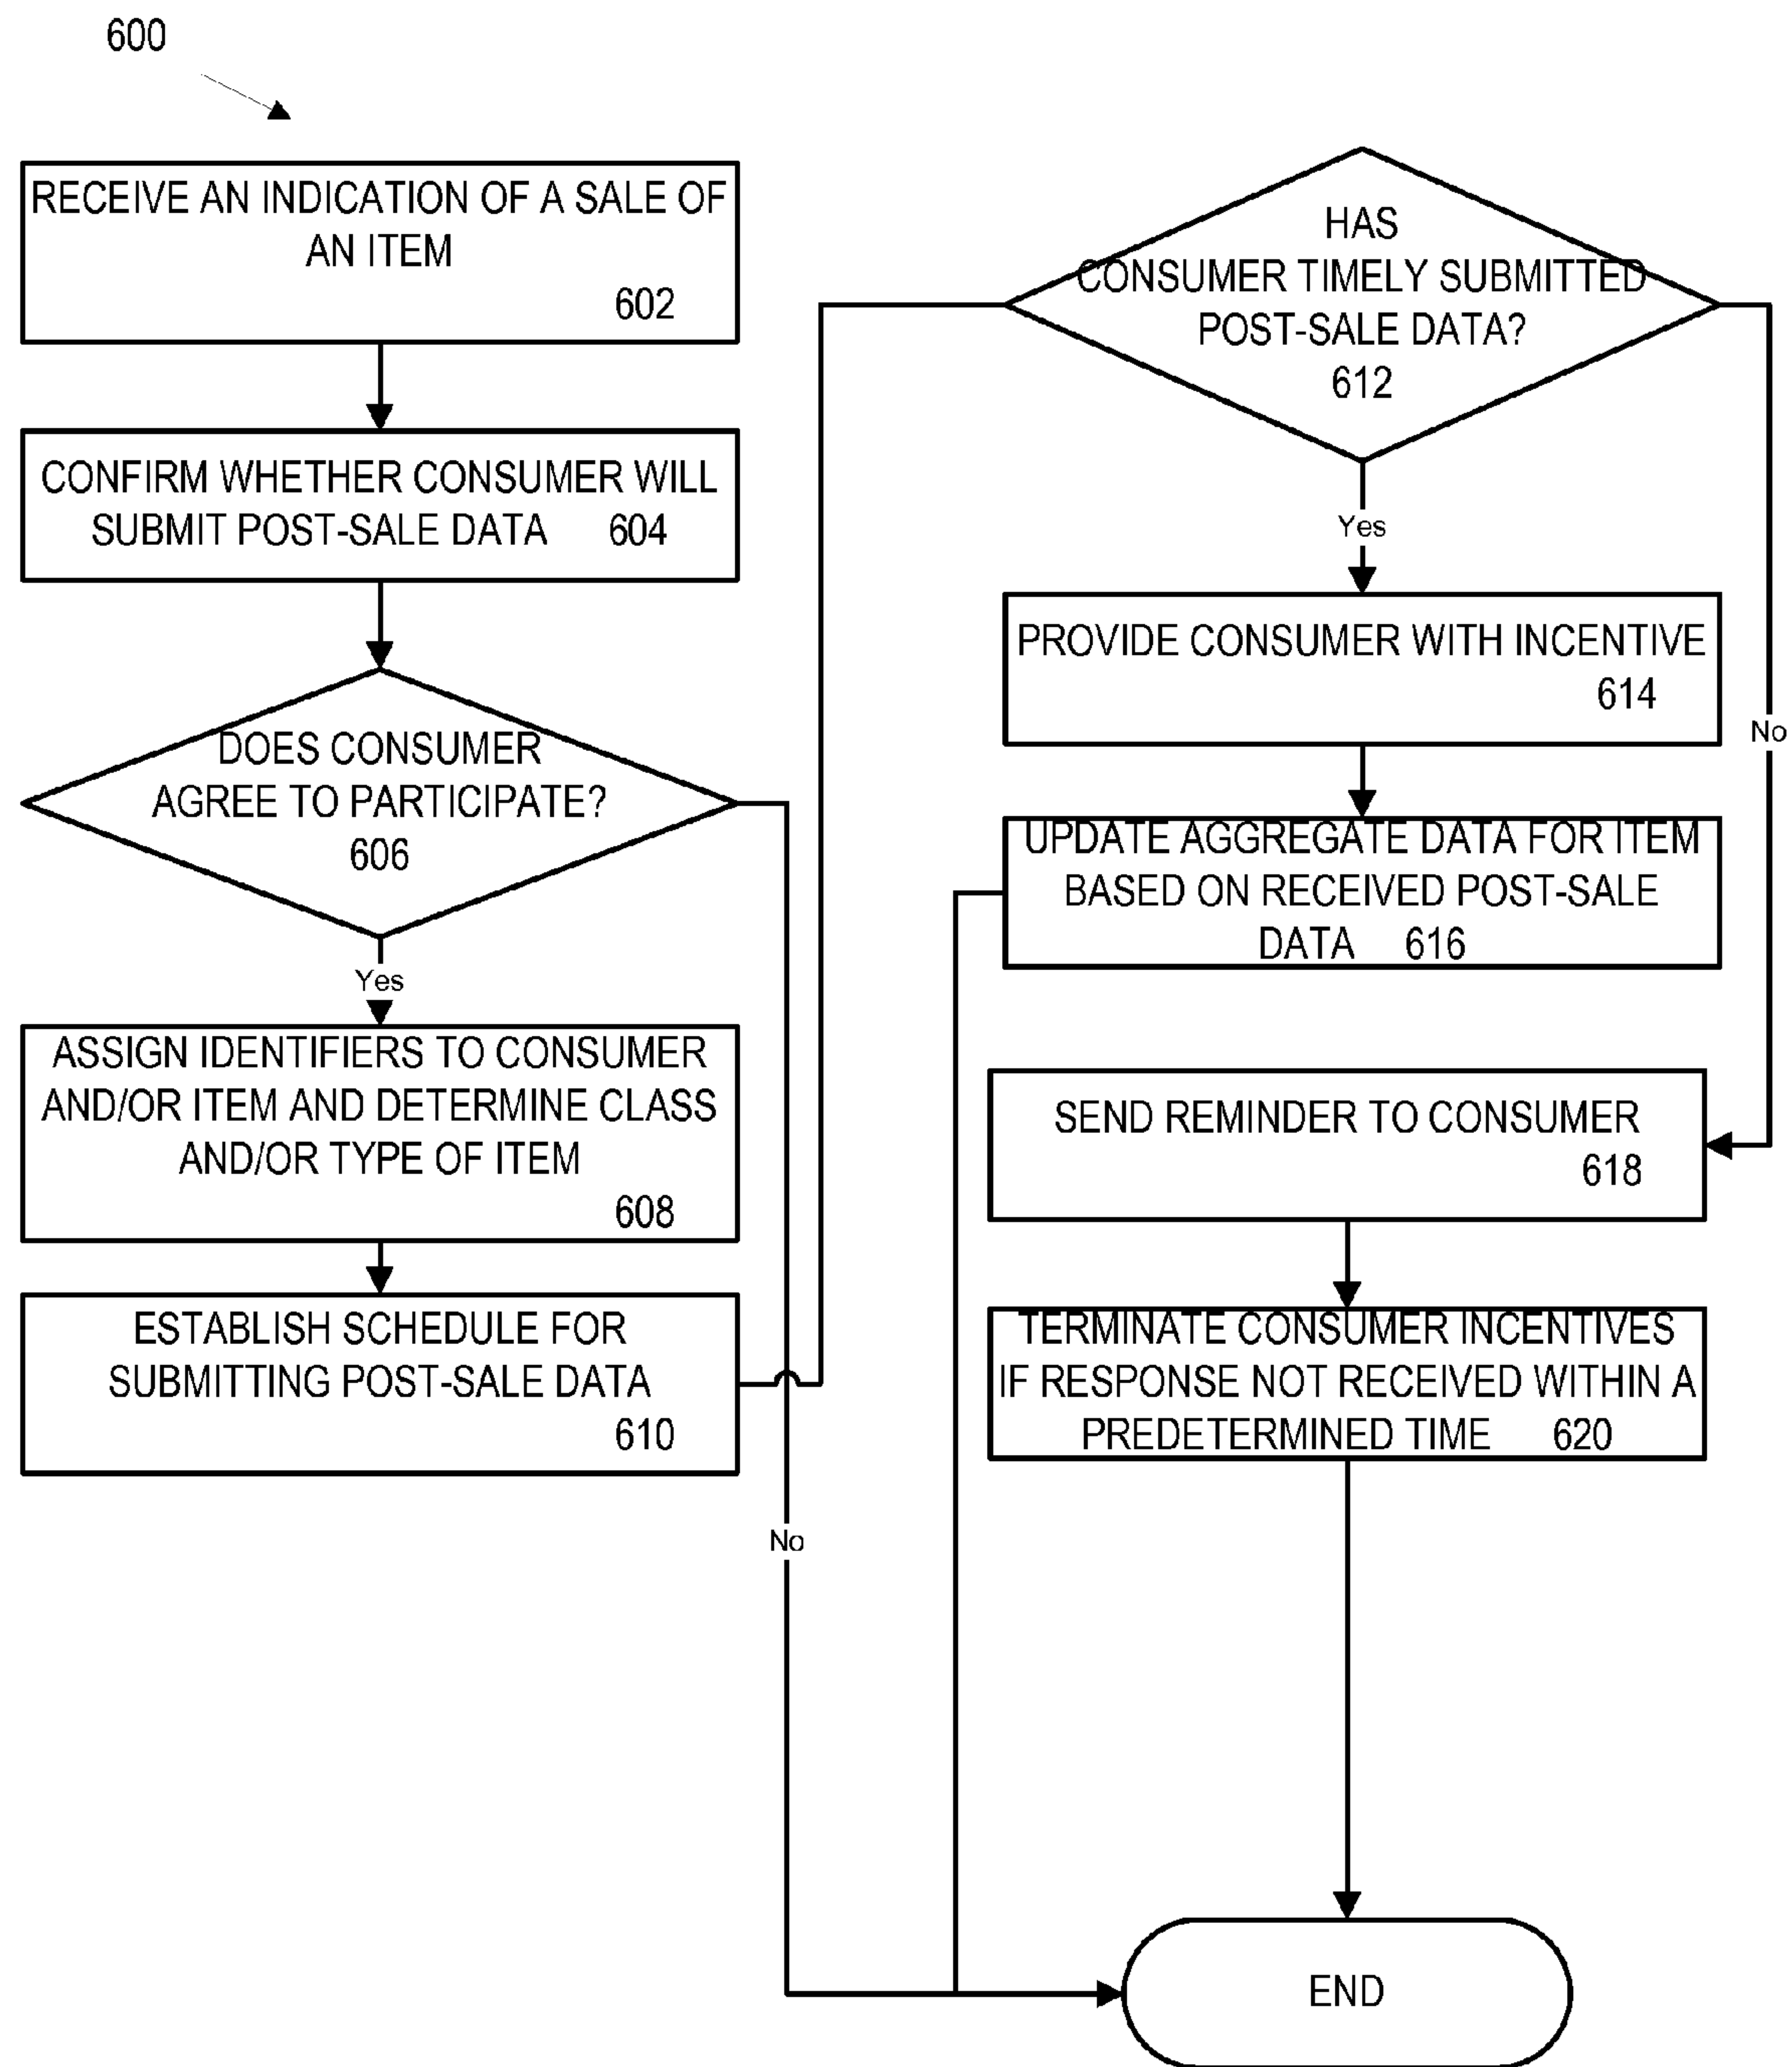 600
RECEIVE AN INDICATION OF A SALE OF
AN ITEM
602
CONFIRM WHETHER CONSUMER WILL
SUBMIT POST-SALE DATA 604
DOES CONSUMER
AGREE TO PARTICIPATE?
606
Yes
ASSIGN IDENTIFIERS TO CONSUMER
AND/OR ITEM AND DETERMINE CLASS
AND/OR TYPE OF ITEM
608
ESTABLISH SCHEDULE FOR
SUBMITTING POST-SALE DATA
610
No
HAS
CONSUMER TIMELY SUBMITTED
POST-SALE DATA?
612
Yes
PROVIDE CONSUMER WITH INCENTIVE
614
No
UPDATE AGGREGATE DATA FOR ITEM
BASED ON RECEIVED POST-SALE
DATA 616
SEND REMINDER TO CONSUMER
618
TERMINATE CONSUMER INCENTIVES
IF RESPONSE NOT RECEIVED WITHIN A
PREDETERMINED TIME 620
END